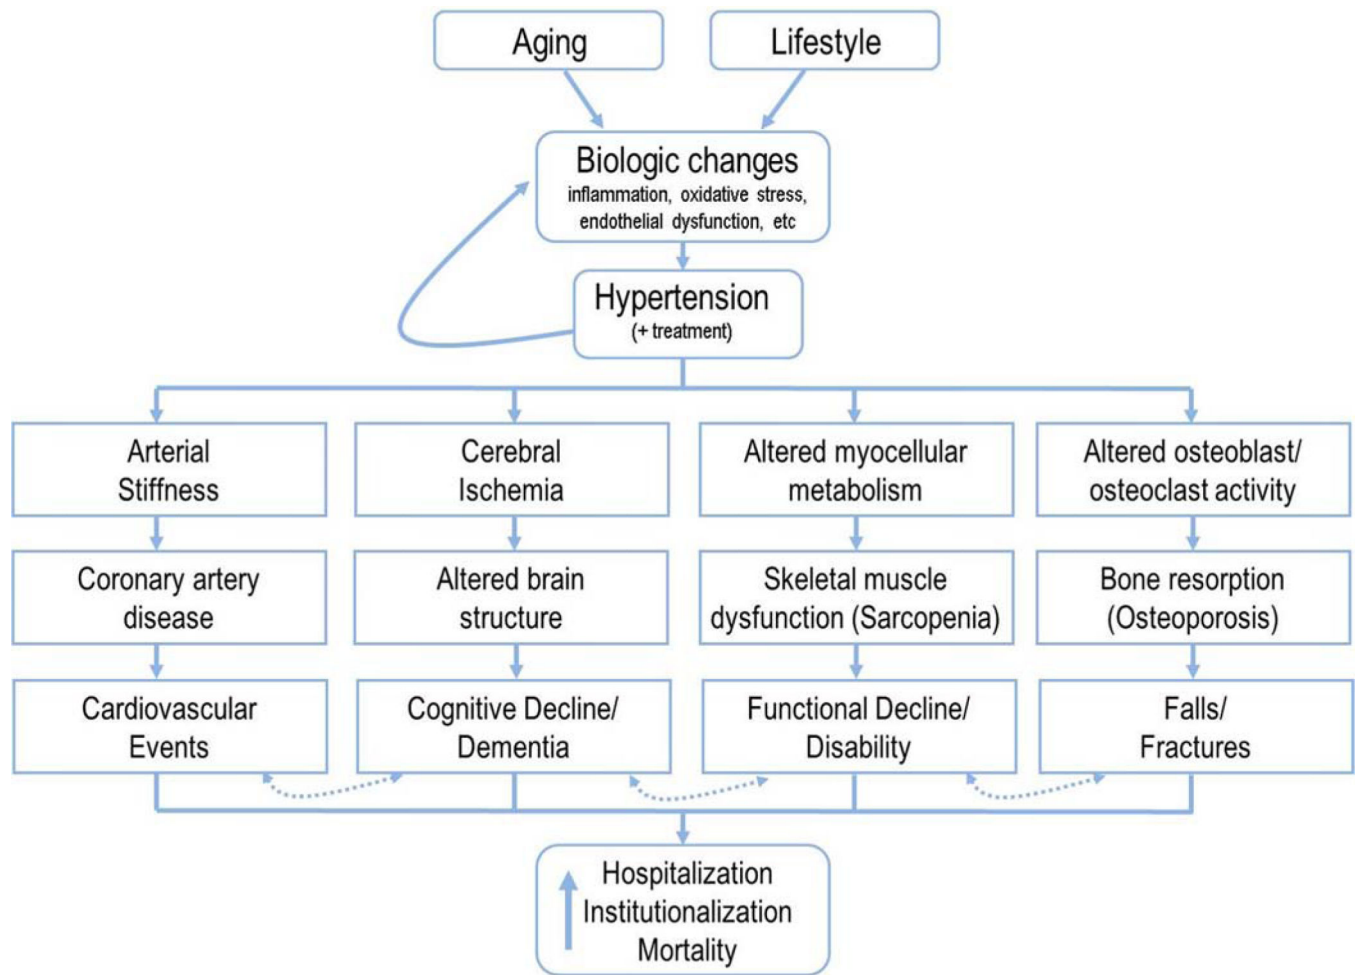 Aging
Lifestyle
Biologic changes
inflammation, oxidative stress,
endothelial dysfunction, etc
Hypertension
(+ treatment)
Arterial
Stiffness
Cerebral
Ischemia
Altered myocellular
metabolism
Altered osteoblast/
osteoclast activity
Coronary artery
disease
Altered brain
structure
Skeletal muscle
dysfunction (Sarcopenia)
Bone resorption
(Osteoporosis)
Cardiovascular
Events
Cognitive Decline/
Dementia
Functional Decline/
Disability
Falls/
Fractures
Hospitalization
Institutionalization
Mortality